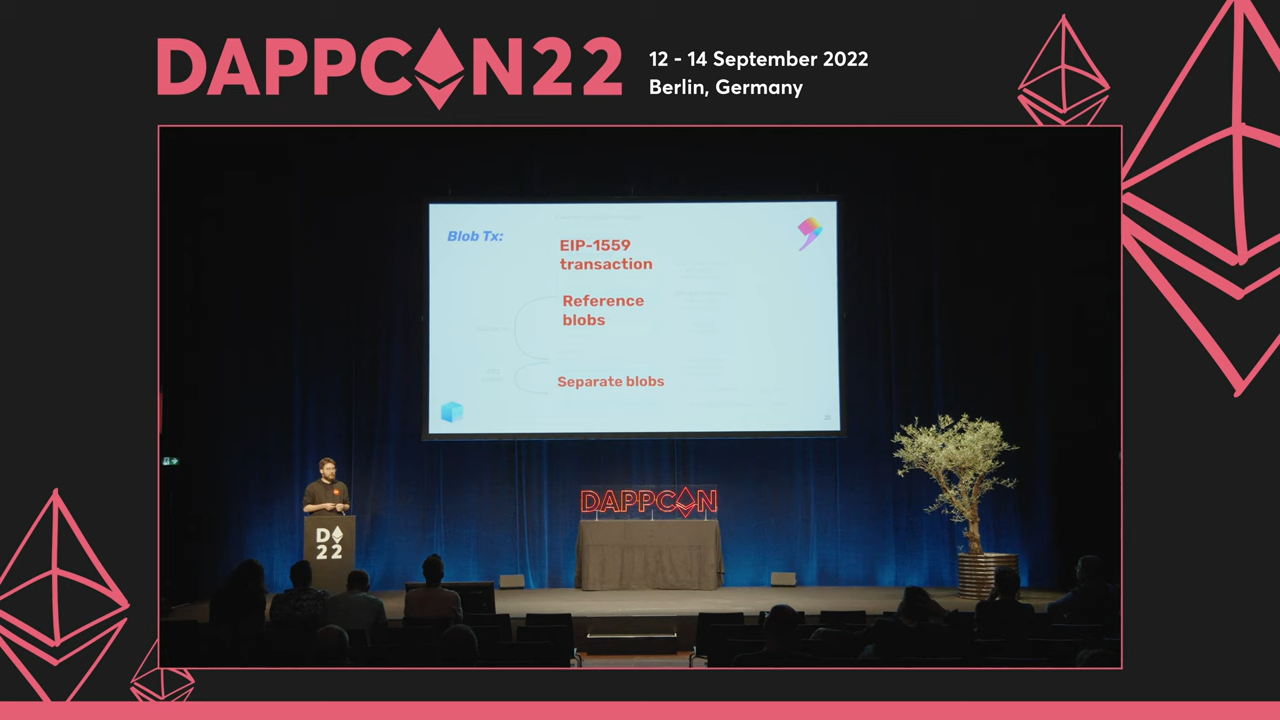 DAPPCON22
12 - 14 September 2022
Berlin, Germany
Blob Tx:
EIP-1559
transaction
Reference
blobs
Separate blobs
DAPPCON
D
22